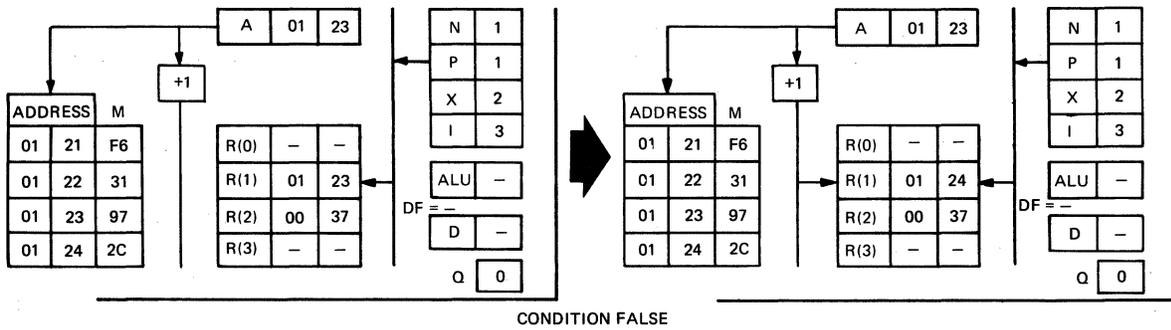 A 01 23
N 1
P 1
X 2
I 3
+1
ADDRESS M
01 21 F6
01 22 31
01 23 97
01 24 2C
R(0) – –
R(1) 01 23
R(2) 00 37
R(3) – –
ALU –
DF = –
D –
Q 0
A 01 23
N 1
P 1
X 2
I 3
+1
ADDRESS M
01 21 F6
01 22 31
01 23 97
01 24 2C
R(0) – –
R(1) 01 24
R(2) 00 37
R(3) – –
ALU –
DF = –
D –
Q 0
CONDITION FALSE